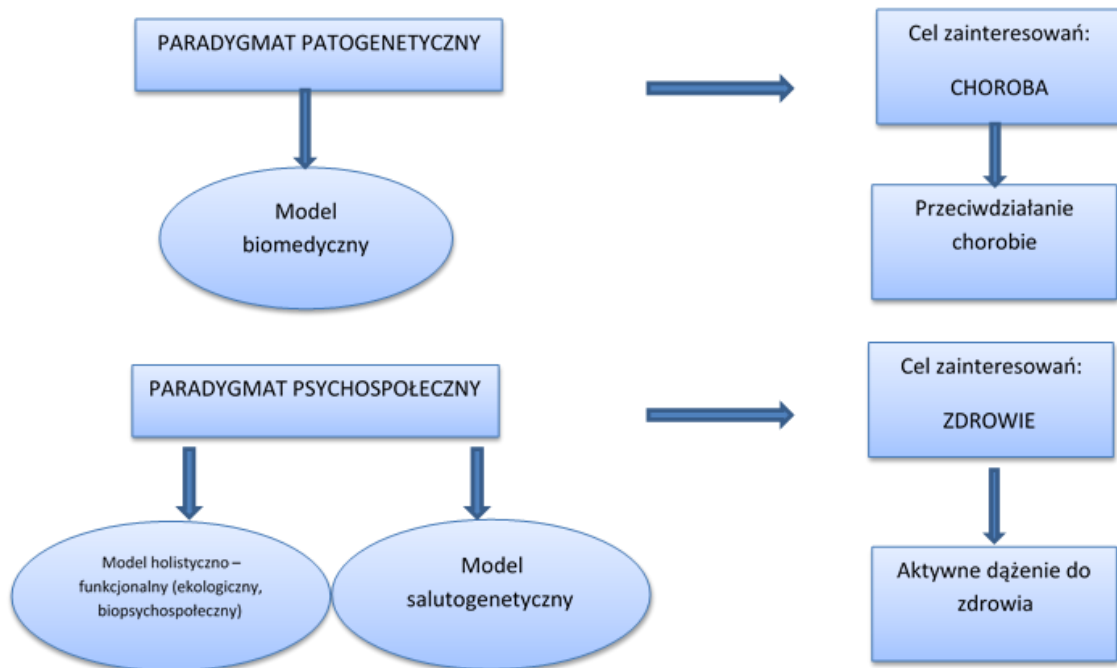 PARADYGMAT PATOGENETYCZNY
Cel zainteresowań:
CHOROBA
Model
biomedyczny
Przeciwdziałanie
chorobie
PARADYGMAT PSYCHOSPOŁECZNY
Cel zainteresowań:
ZDROWIE
Model holistyczno –
funkcjonalny (ekologiczny,
biopsychospołeczny)
Model
salutogenetyczny
Aktywne dążenie do
zdrowia